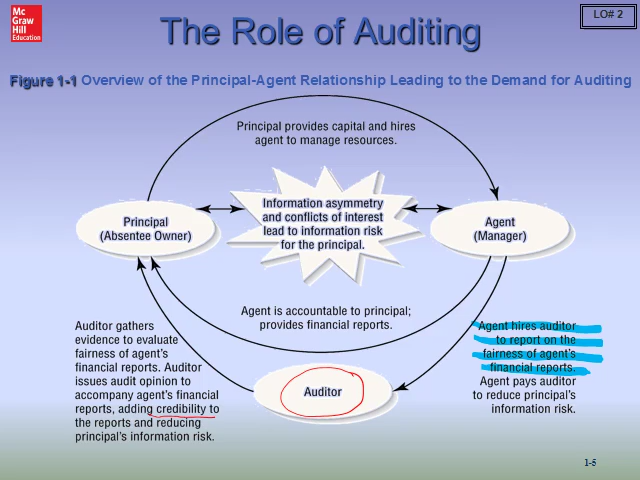 Mc
Graw
Hill
Education
LO# 2
The Role of Auditing
Figure 1-1 Overview of the Principal-Agent Relationship Leading to the Demand for Auditing
Principal provides capital and hires
agent to manage resources.
Principal
(Absentee Owner)
Information asymmetry
and conflicts of interest
lead to information risk
for the principal.
Agent
(Manager)
Agent is accountable to principal;
provides financial reports.
Auditor gathers
evidence to evaluate
fairness of agent's
financial reports. Auditor
issues audit opinion to
accompany agent's financial
reports, adding credibility to
the reports and reducing
principal's information risk.
Auditor
Agent hires auditor
to report on the
fairness of agent's
financial reports.
Agent pays auditor
to reduce principal's
information risk.
1-5